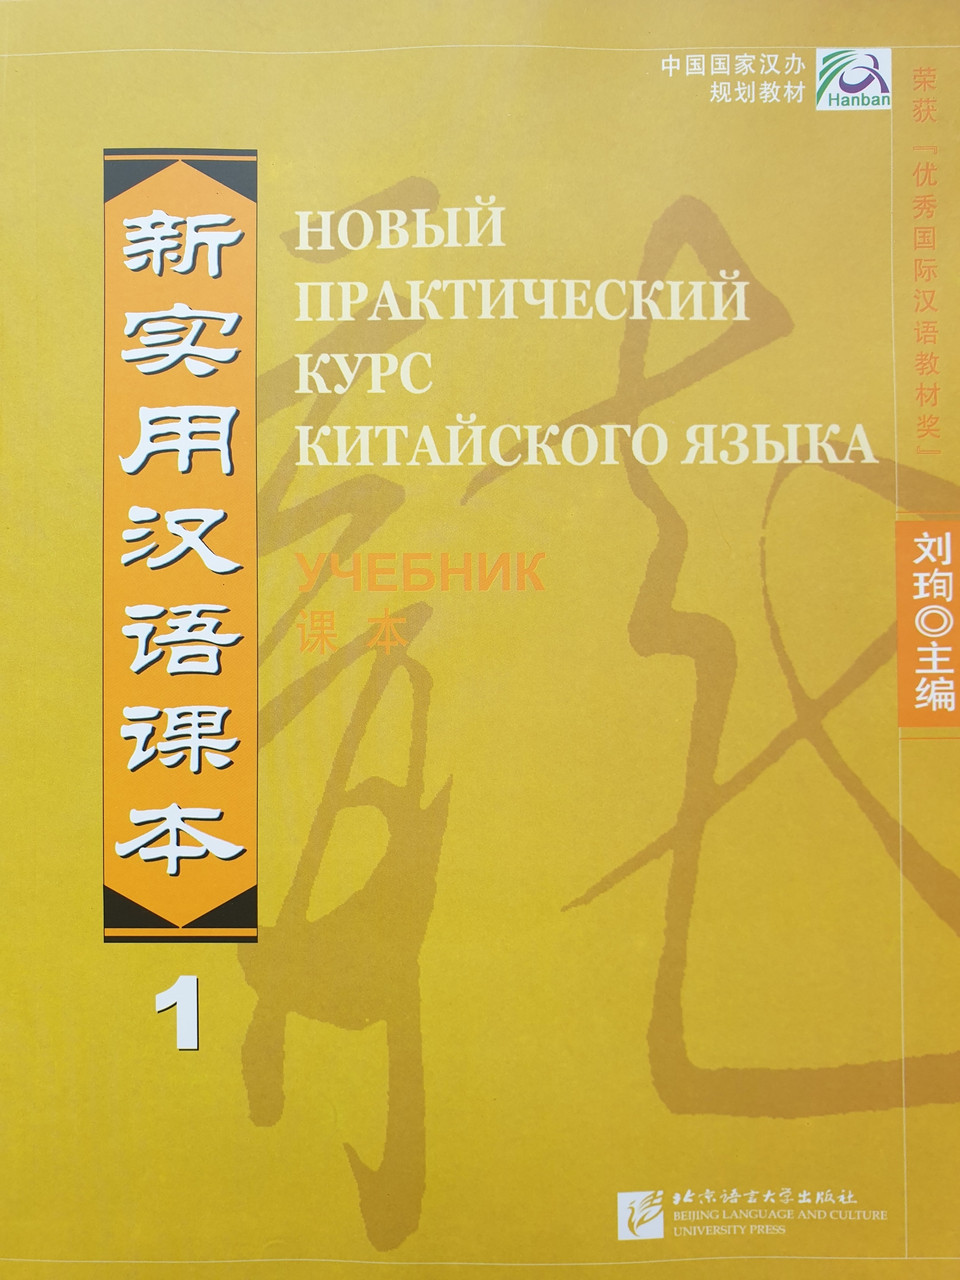 中国国家汉办
规划教材
Hanban
荣获『优秀国际汉语教材奖』
新实用汉语课本
1
НОВЫЙ
ПРАКТИЧЕСКИЙ
КУРС
КИТАЙСКОГО ЯЗЫКА
УЧЕБНИК
课本
刘珣◎主编
北京语言大学出版社
BEIJING LANGUAGE AND CULTURE
UNIVERSITY PRESS